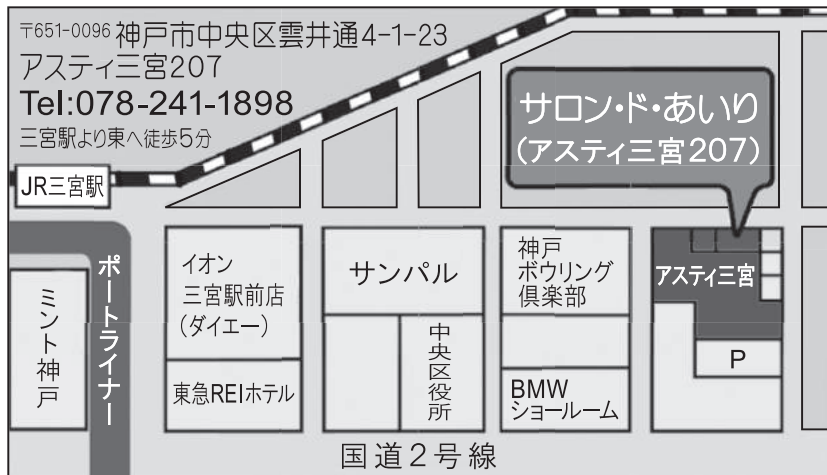 〒651-0096 神戸市中央区雲井通4-1-23
アスティ三宮207
Tel:078-241-1898
三宮駅より東へ徒歩5分
サロン・ド・あいり
(アスティ三宮207)
JR三宮駅
ポートライナー
ミント神戸
イオン
三宮駅前店
(ダイエー)
東急REIホテル
サンパル
中央区役所
神戸
ボウリング
倶楽部
BMW
ショールーム
アスティ三宮
P
国道2号線